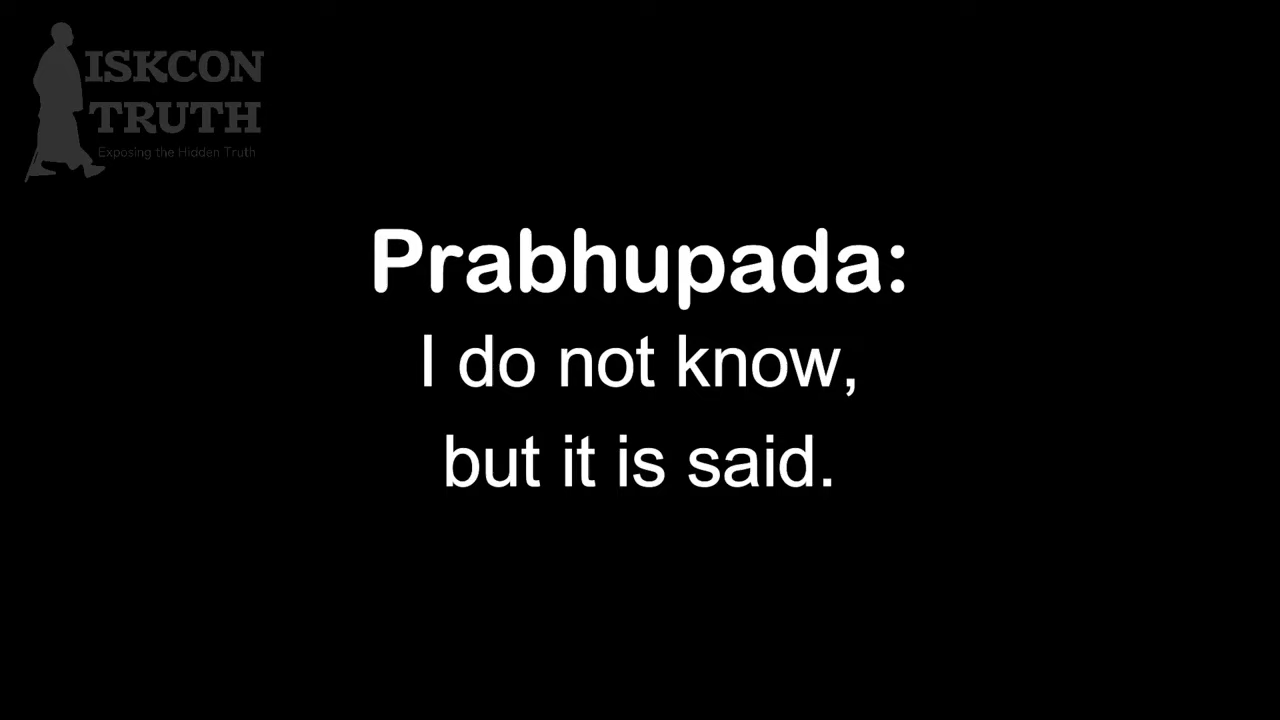 ISKCON
TRUTH
Exposing the Hidden Truth
Prabhupada:
I do not know,
but it is said.